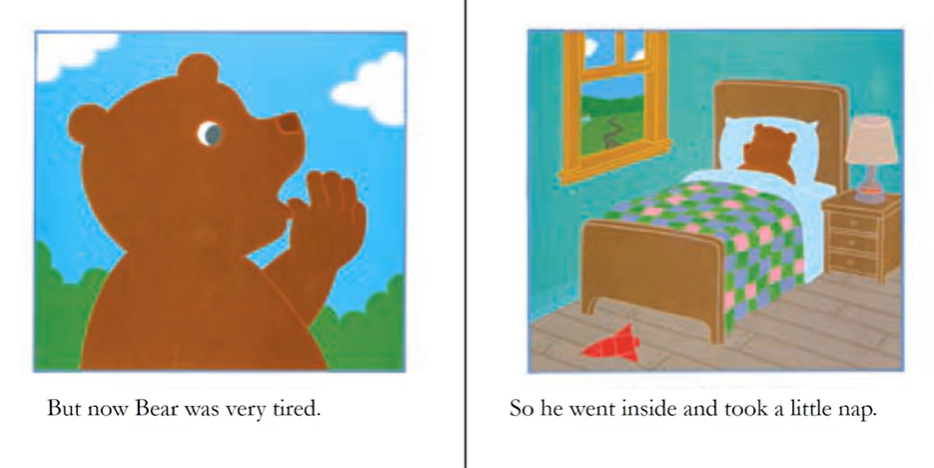 But now Bear was very tired.
So he went inside and took a little nap.